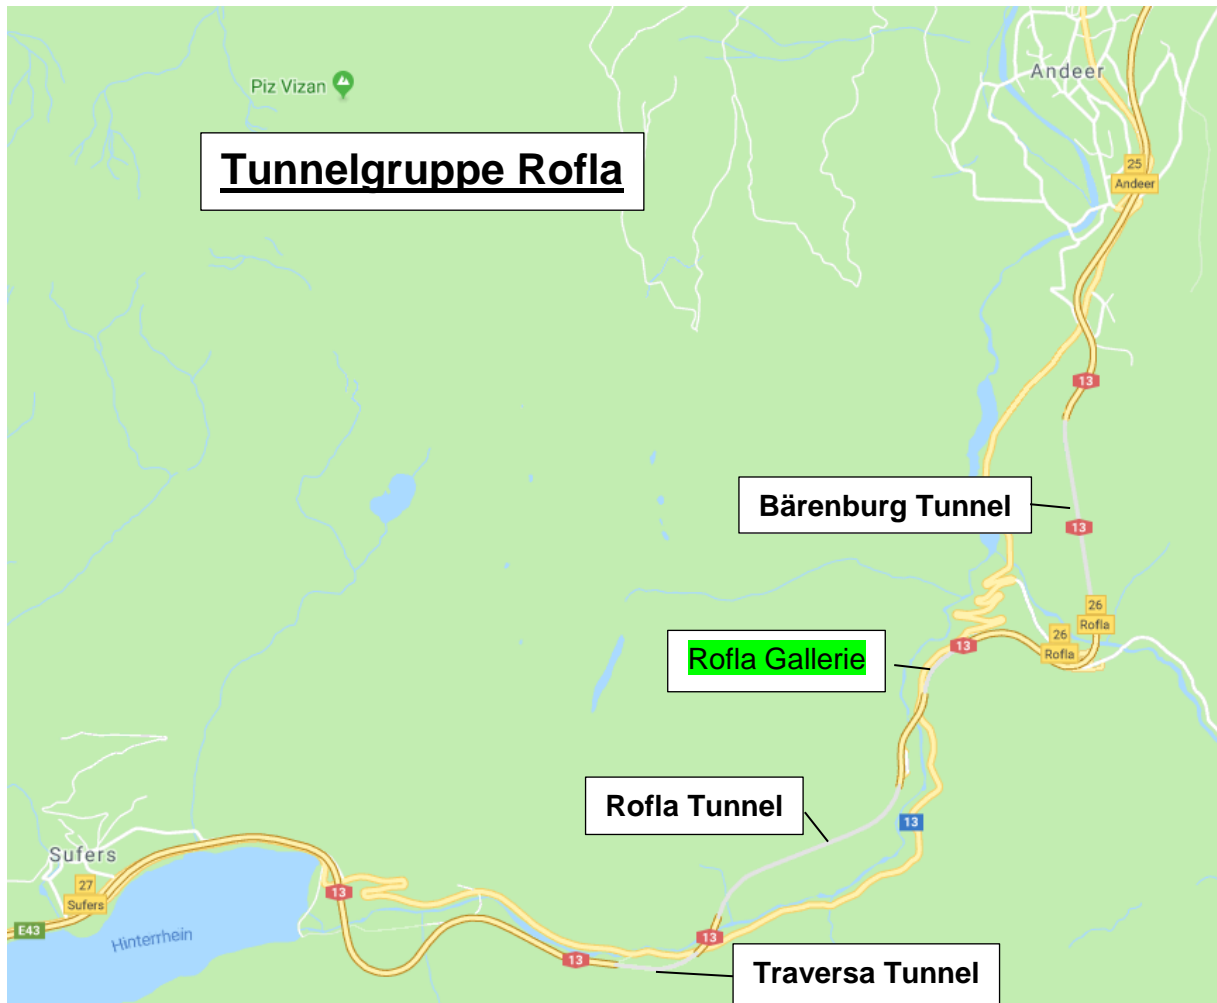 Andeer
Piz Vizan
Tunnelgruppe Rofla
25
Andeer
13
Bärenburg Tunnel
13
26
Rofla
26
Rofla
Rofla Gallerie
13
Rofla Tunnel
13
Sufers
27
Sufers
13
E43
Hinterrhein
13
13
Traversa Tunnel